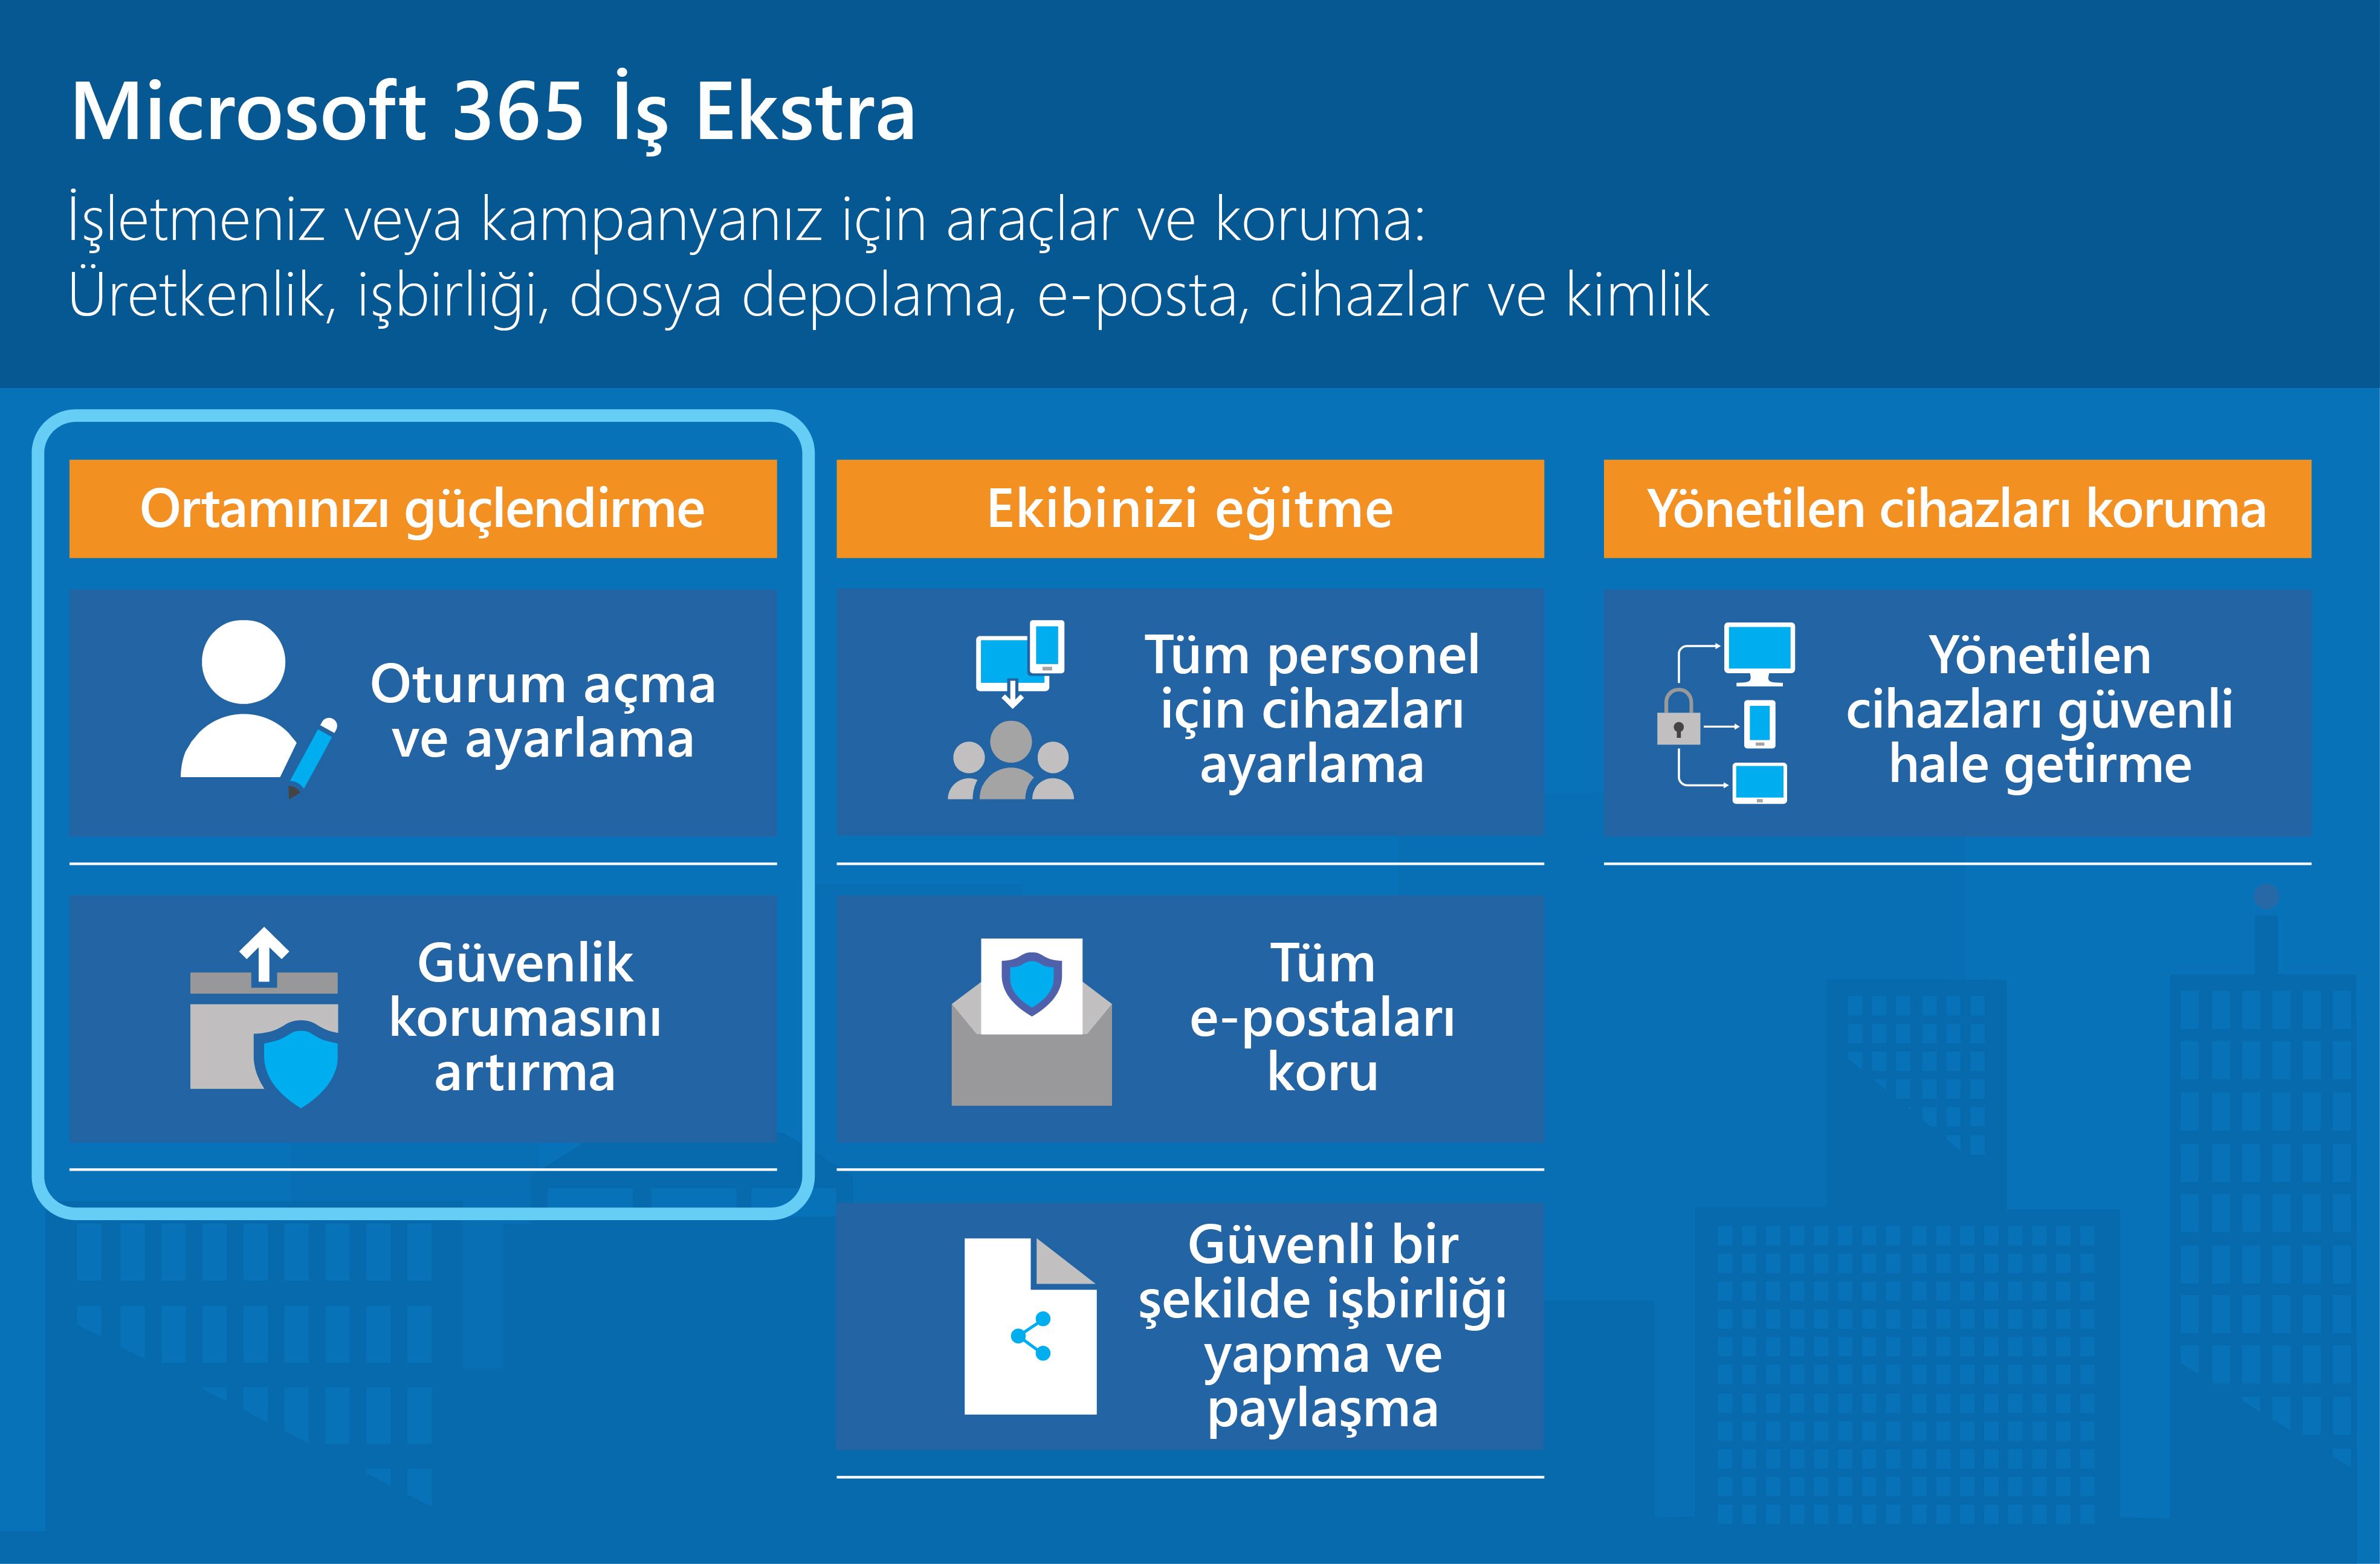 Microsoft 365 İş Ekstra
İşletmeniz veya kampanyanız için araçlar ve koruma:
Üretkenlik, işbirliği, dosya depolama, e-posta, cihazlar ve kimlik
Ortamınızı güçlendirme
Oturum açma
ve ayarlama
Güvenlik
korumasını
artırma
Ekibinizi eğitme
Tüm personel
için cihazları
ayarlama
Tüm
e-postaları
koru
Güvenli bir
şekilde işbirliği
yapma ve
paylaşma
Yönetilen cihazları koruma
Yönetilen
cihazları güvenli
hale getirme